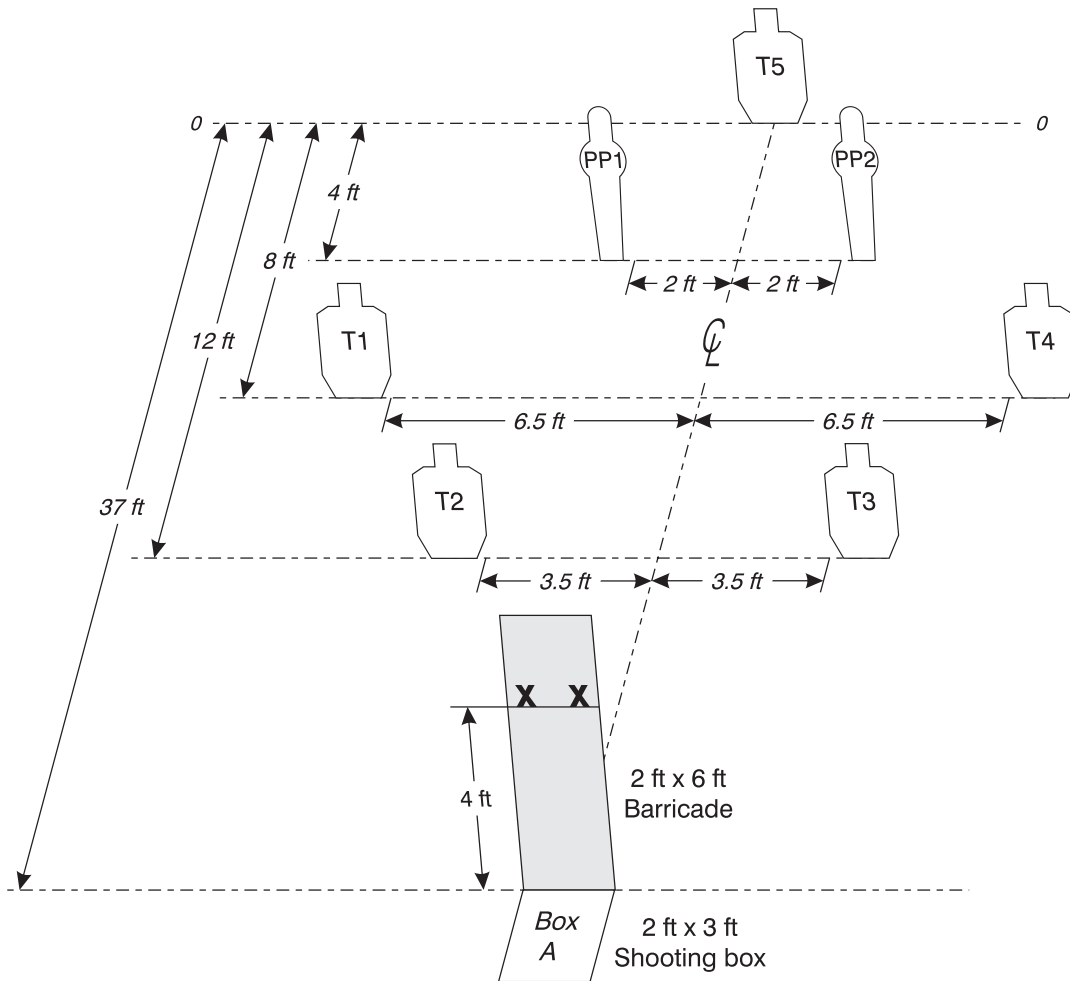 T5
0
0
PP1
PP2
4 ft
8 ft
2 ft
2 ft
T1
12 ft
CL
T4
6.5 ft
6.5 ft
T2
T3
37 ft
3.5 ft
3.5 ft
X X
4 ft
2 ft x 6 ft
Barricade
Box
A
2 ft x 3 ft
Shooting box